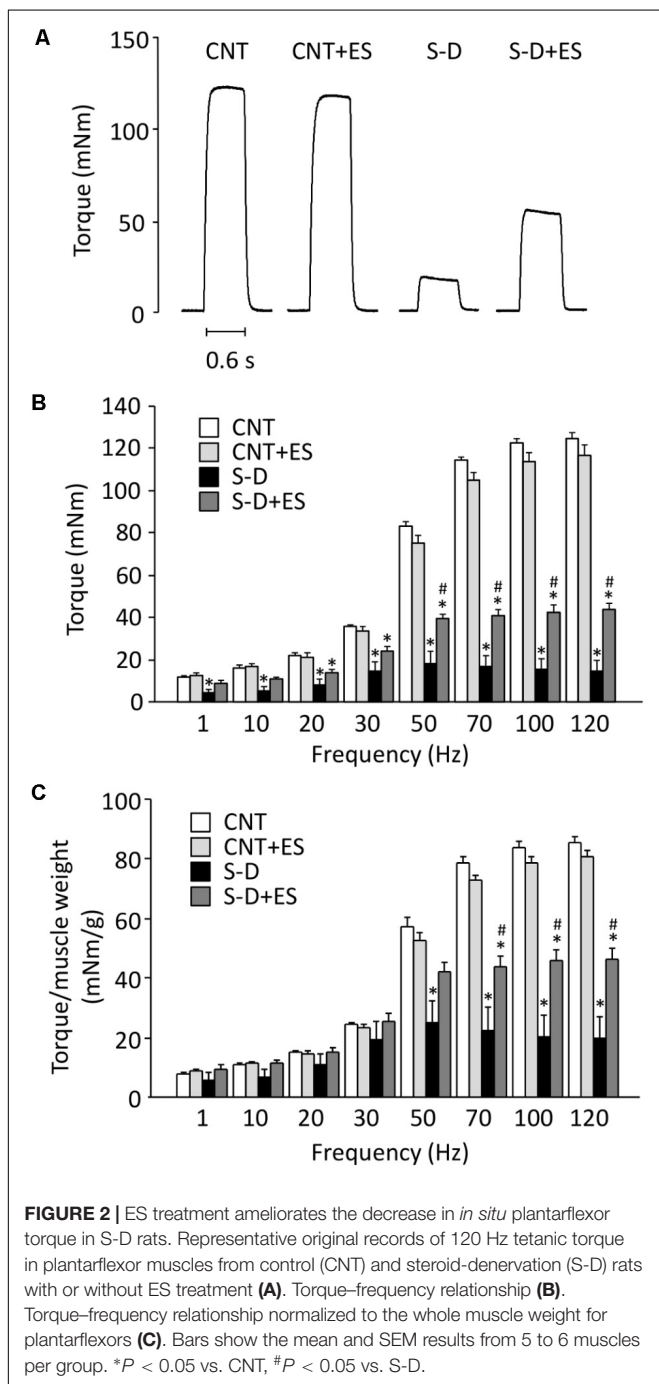 A
150
100
50
0
Torque (mNm)
CNT CNT+ES S-D S-D+ES
0.6 s
B
140
120
100
80
60
40
20
0
Torque (mNm)
CNT
CNT+ES
S-D
S-D+ES
* * * * * * * * # * * # * * # * * # *
1 10 20 30 50 70 100 120
Frequency (Hz)
C
100
80
60
40
20
0
Torque/muscle weight
(mNm/g)
CNT
CNT+ES
S-D
S-D+ES
* * # * * # * * # *
1 10 20 30 50 70 100 120
Frequency (Hz)
FIGURE 2 | ES treatment ameliorates the decrease in in situ plantarflexor
torque in S-D rats. Representative original records of 120 Hz tetanic torque
in plantarflexor muscles from control (CNT) and steroid-denervation (S-D) rats
with or without ES treatment (A). Torque–frequency relationship (B).
Torque–frequency relationship normalized to the whole muscle weight for
plantarflexors (C). Bars show the mean and SEM results from 5 to 6 muscles
per group. *P < 0.05 vs. CNT, #P < 0.05 vs. S-D.